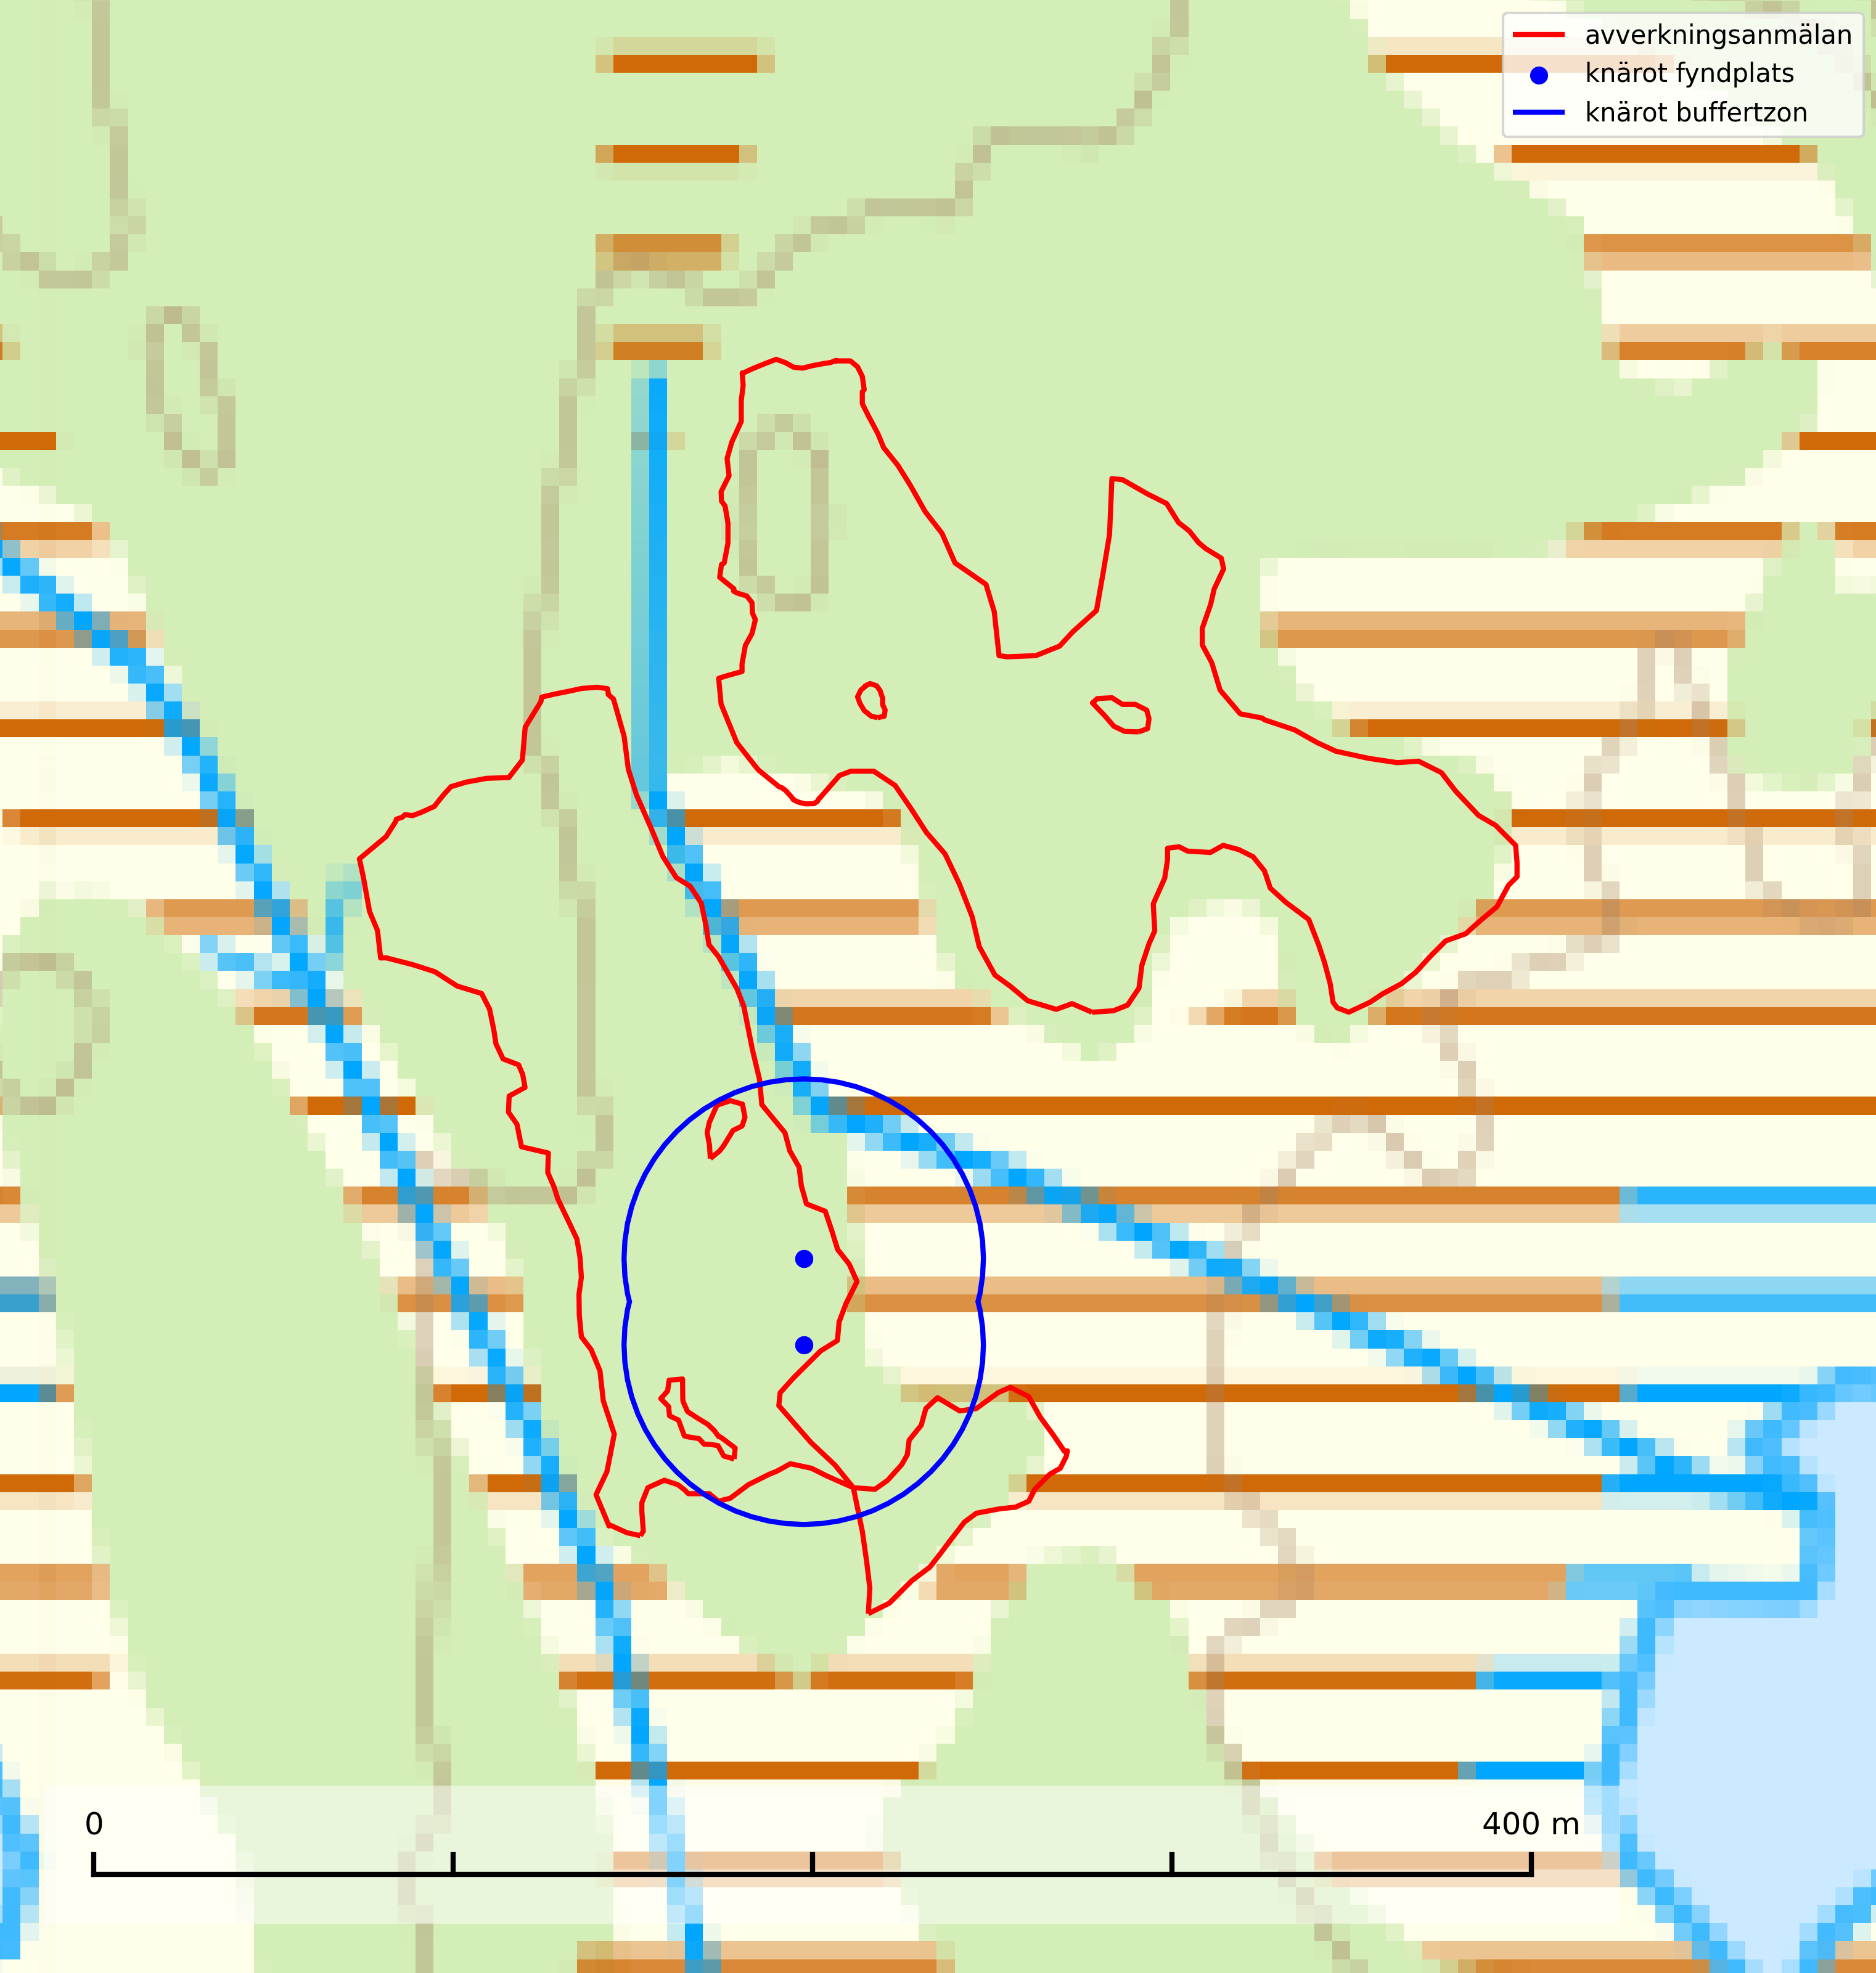 avverkningsanmälan
knärot fyndplats
knärot buffertzon
0
400 m